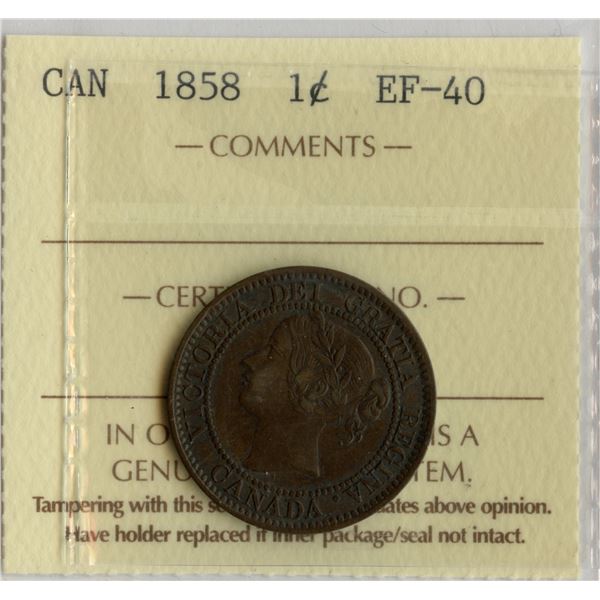 CAN 1858 1¢ EF-40
— COMMENTS —
— CERT NO. —
VICTORIA DEI GRATIA REGINA.
CANADA
IN O IS A
GENU TEM.
Tampering with this se ates above opinion.
Have holder replaced if inner package/seal not intact.